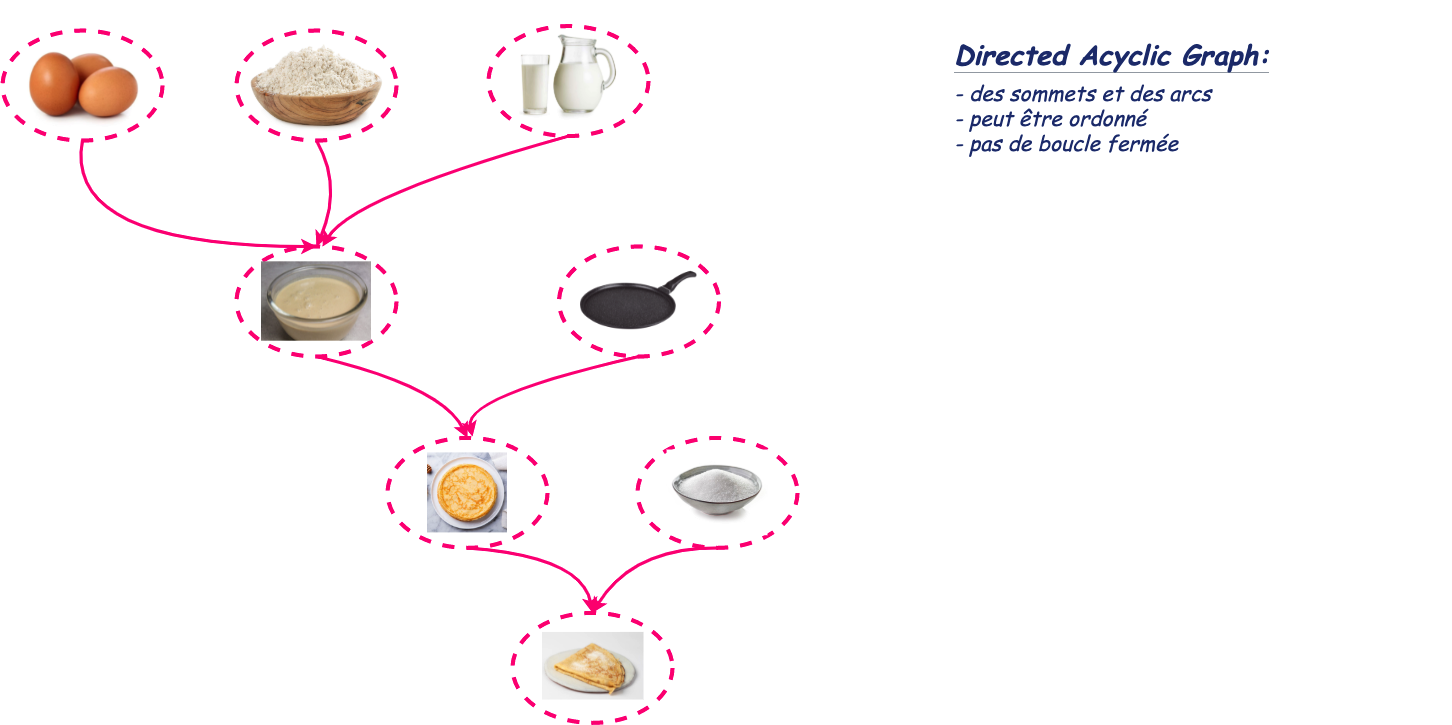 Directed Acyclic Graph:
- des sommets et des arcs
- peut être ordonné
- pas de boucle fermée